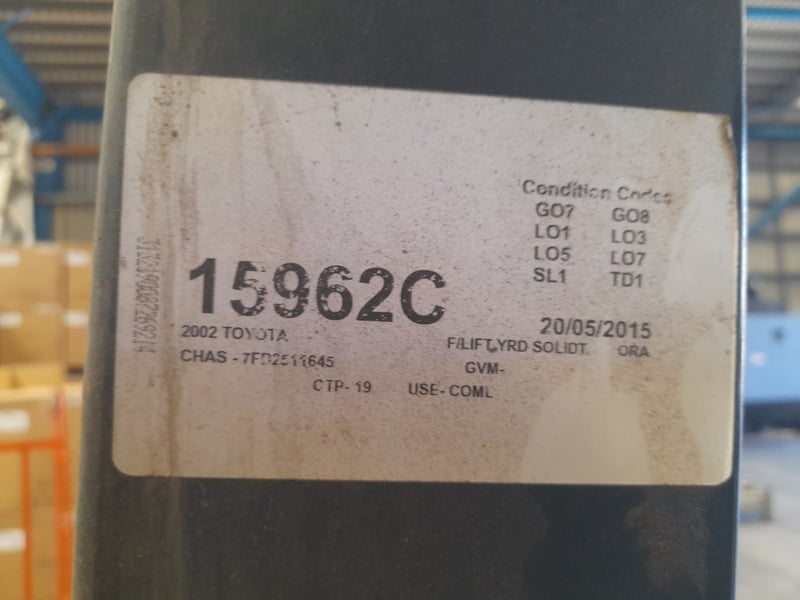 Condition Codes
GO7 GO8
LO1 LO3
LO5 LO7
SL1 TD1
15962C
20/05/2015
2002 TOYOTA
F/LIFT,YRD SOLIDT. ORA
CHAS - 7FD2511645
GVM-
CTP- 19 USE- COML